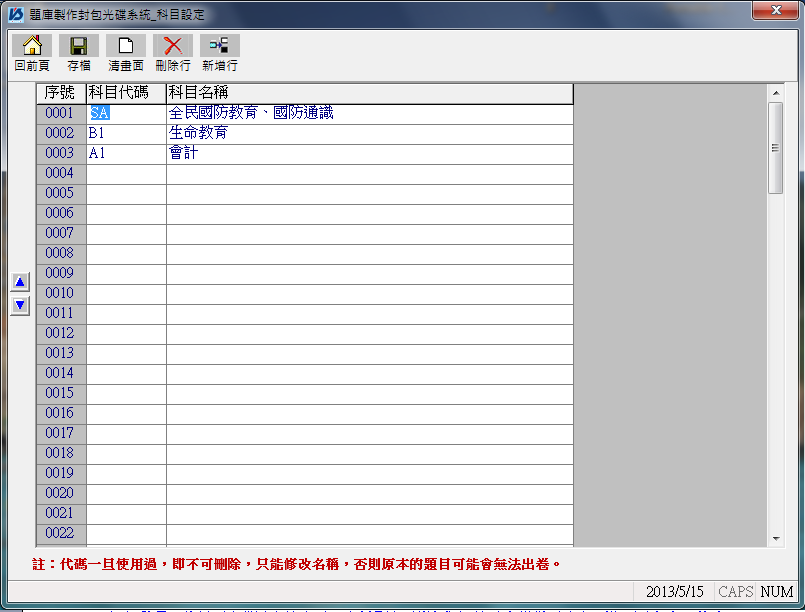 題庫製作封包光碟系統_科目設定
回前頁 存檔 清畫面 刪除行 新增行
序號 科目代碼 科目名稱
0001 SA 全民國防教育、國防通識
0002 B1 生命教育
0003 A1 會計
0004
0005
0006
0007
0008
0009
0010
0011
0012
0013
0014
0015
0016
0017
0018
0019
0020
0021
0022
註：代碼一旦使用過，即不可刪除，只能修改名稱，否則原本的題目可能會無法出卷。
2013/5/15 CAPS NUM